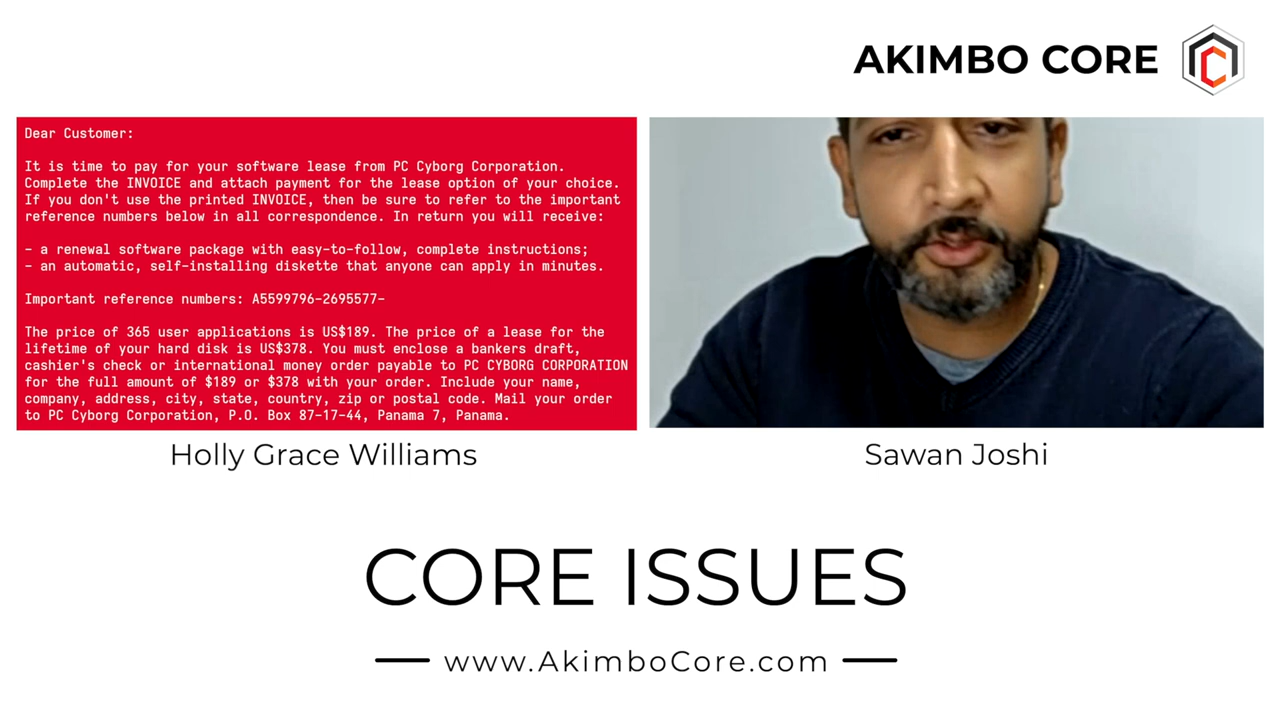 AKIMBO CORE
Dear Customer:
It is time to pay for your software lease from PC Cyborg Corporation.
Complete the INVOICE and attach payment for the lease option of your choice.
If you don't use the printed INVOICE, then be sure to refer to the important
reference numbers below in all correspondence. In return you will receive:
- a renewal software package with easy-to-follow, complete instructions;
- an automatic, self-installing diskette that anyone can apply in minutes.
Important reference numbers: A5599796-2695577-
The price of 365 user applications is US$189. The price of a lease for the
lifetime of your hard disk is US$378. You must enclose a bankers draft,
cashier's check or international money order payable to PC CYBORG CORPORATION
for the full amount of $189 or $378 with your order. Include your name,
company, address, city, state, country, zip or postal code. Mail your order
to PC Cyborg Corporation, P.O. Box 87-17-44, Panama 7, Panama.
Holly Grace Williams
Sawan Joshi
CORE ISSUES
www.AkimboCore.com